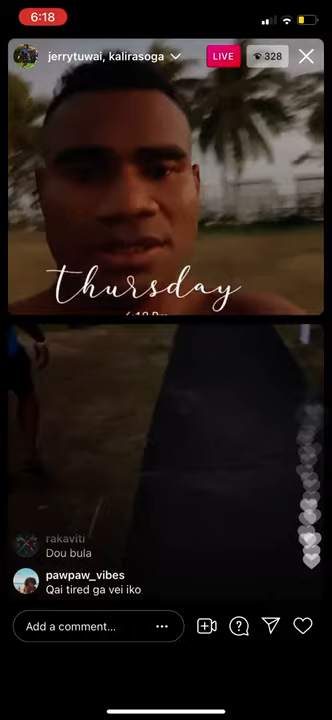 6:18
jerrytuwai, kalirasoga
LIVE
328
thursday
rakaviti
Dou bula
pawpaw_vibes
Qai tired ga vei iko
Add a comment...